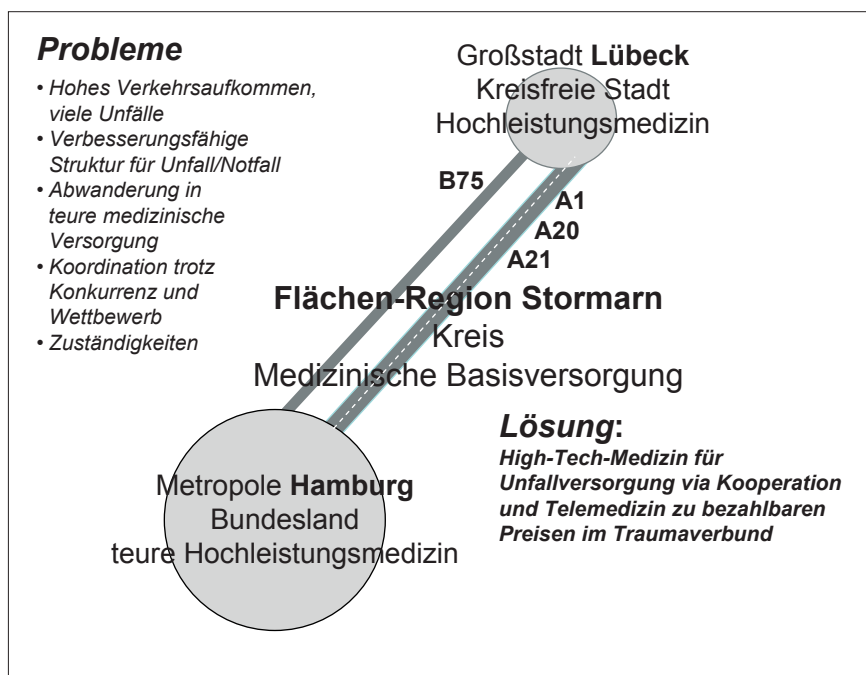 Probleme
• Hohes Verkehrsaufkommen,
viele Unfälle
• Verbesserungsfähige
Struktur für Unfall/Notfall
• Abwanderung in
teure medizinische
Versorgung
• Koordination trotz
Konkurrenz und
Wettbewerb
• Zuständigkeiten
Großstadt Lübeck
Kreisfreie Stadt
Hochleistungsmedizin
B75
A1
A20
A21
Flächen-Region Stormarn
Kreis
Medizinische Basisversorgung
Metropole Hamburg
Bundesland
teure Hochleistungsmedizin
Lösung:
High-Tech-Medizin für
Unfallversorgung via Kooperation
und Telemedizin zu bezahlbaren
Preisen im Traumaverbund